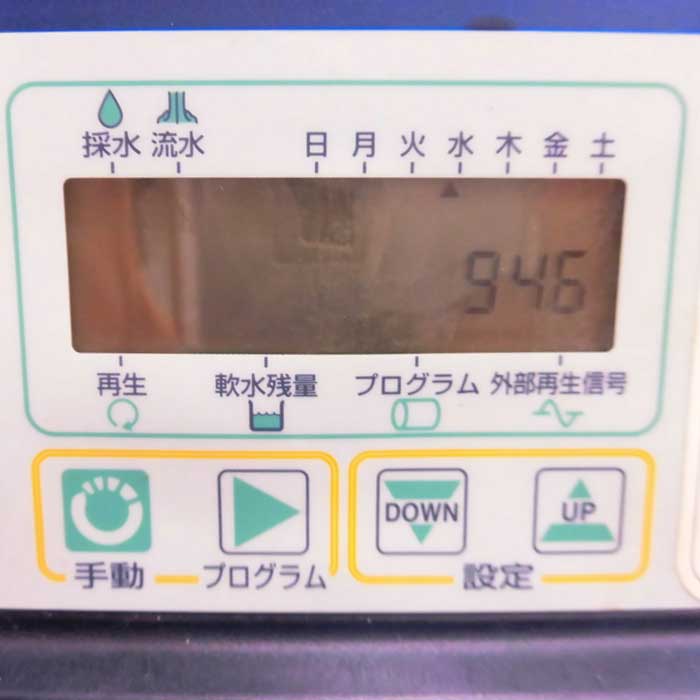 採水 流水 日 月 火 水 木 金 土
946
再生 軟水残量 プログラム 外部再生信号
DOWN UP
手動 プログラム 設定